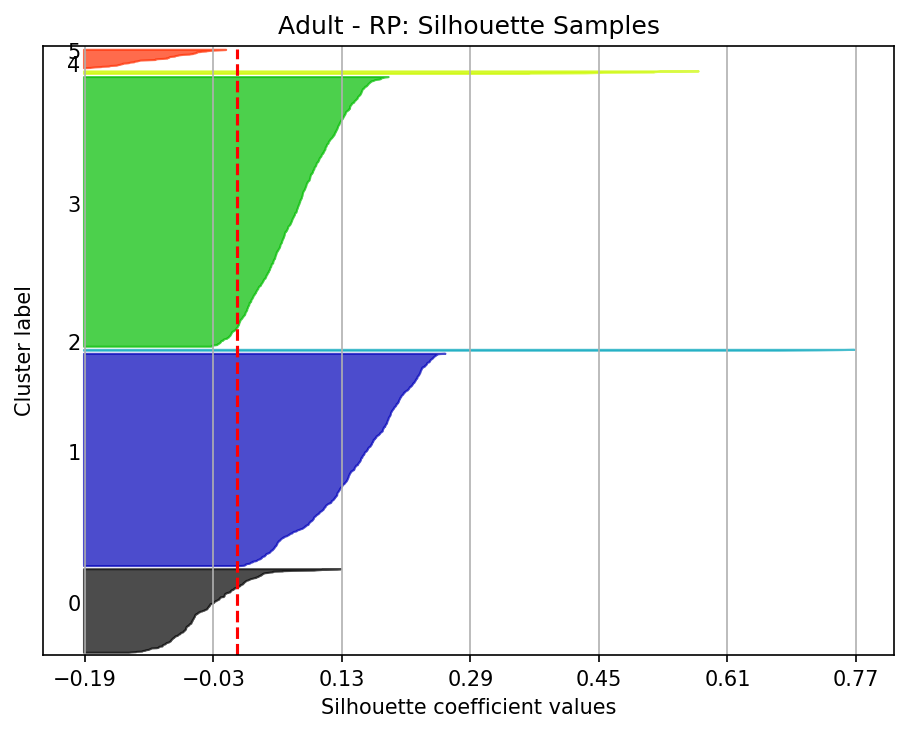 Adult - RP: Silhouette Samples
5
4
3
2
1
0
Cluster label
−0.19 −0.03 0.13 0.29 0.45 0.61 0.77
Silhouette coefficient values